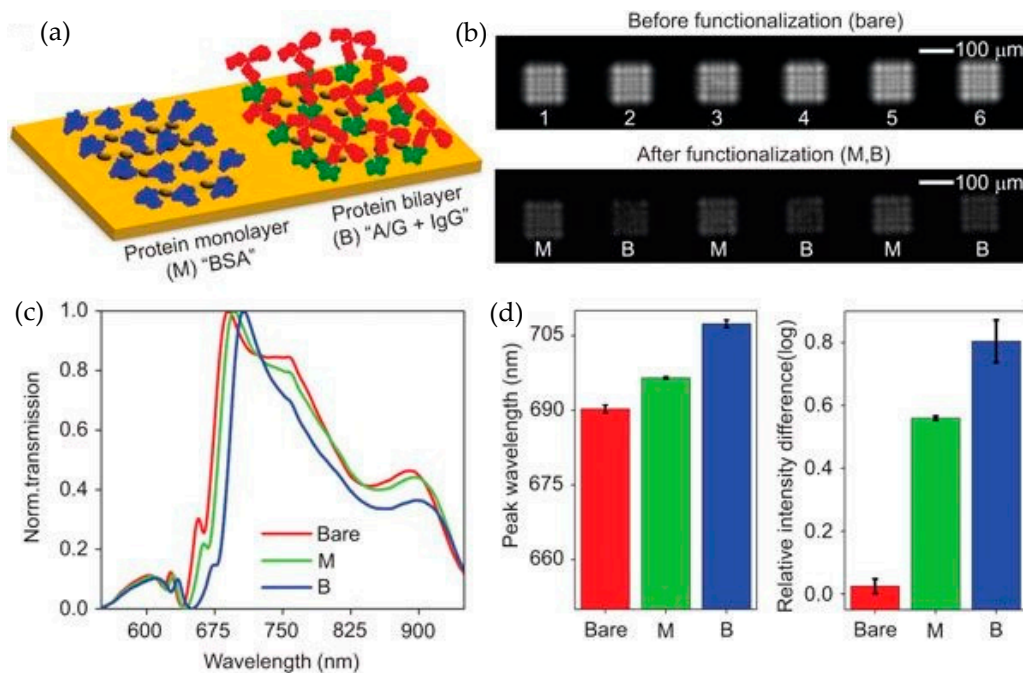 (a)
Protein monolayer
(M) “BSA”
Protein bilayer
(B) “A/G + IgG”
(b)
Before functionalization (bare)
100 μm
1 2 3 4 5 6
After functionalization (M,B)
100 μm
M B M B M B
(c)
Norm.transmission
1.0
0.8
0.6
0.4
0.2
0.0
Bare
M
B
600 675 750 825 900
Wavelength (nm)
(d)
Peak wavelength (nm)
705
690
675
660
Bare M B
Relative intensity difference(log)
0.8
0.6
0.4
0.2
0.0
Bare M B